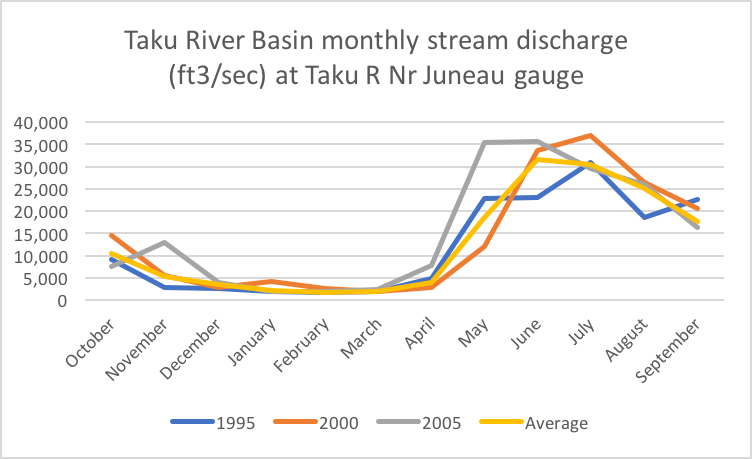 Taku River Basin monthly stream discharge
(ft3/sec) at Taku R Nr Juneau gauge
40,000
35,000
30,000
25,000
20,000
15,000
10,000
5,000
0
October
November
December
January
February
March
April
May
June
July
August
September
1995 2000 2005 Average